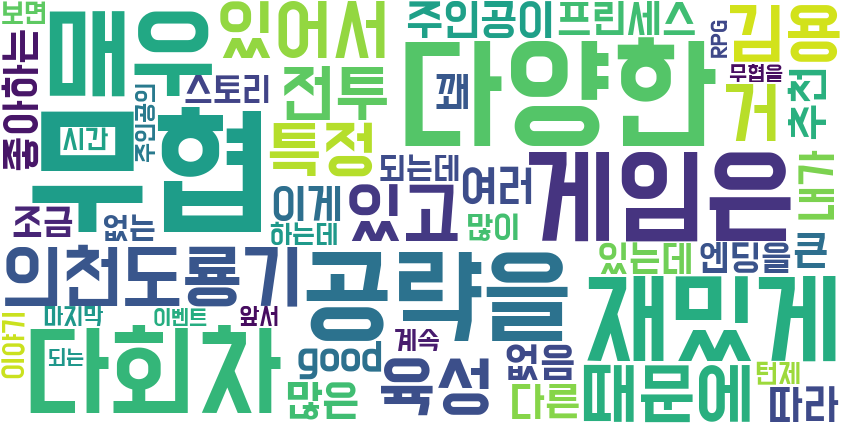 보면
매우
있어서
주인공이
프린세스
RPG
김용
좋아하는
시간
주인공인
스토리
전투
꽤
다양한
무협을
거
추천
무협
특정
되는데
여러
게임은
내가
조금
없는
이게
하는데
있고
많이
의천도룡기
공략을
있는데
엔딩을
큰
재밌게
이야기
마지막
이벤트
앞서
계속
되는
다회차
good
많은
육성
없음
다른
때문에
턴제
따라